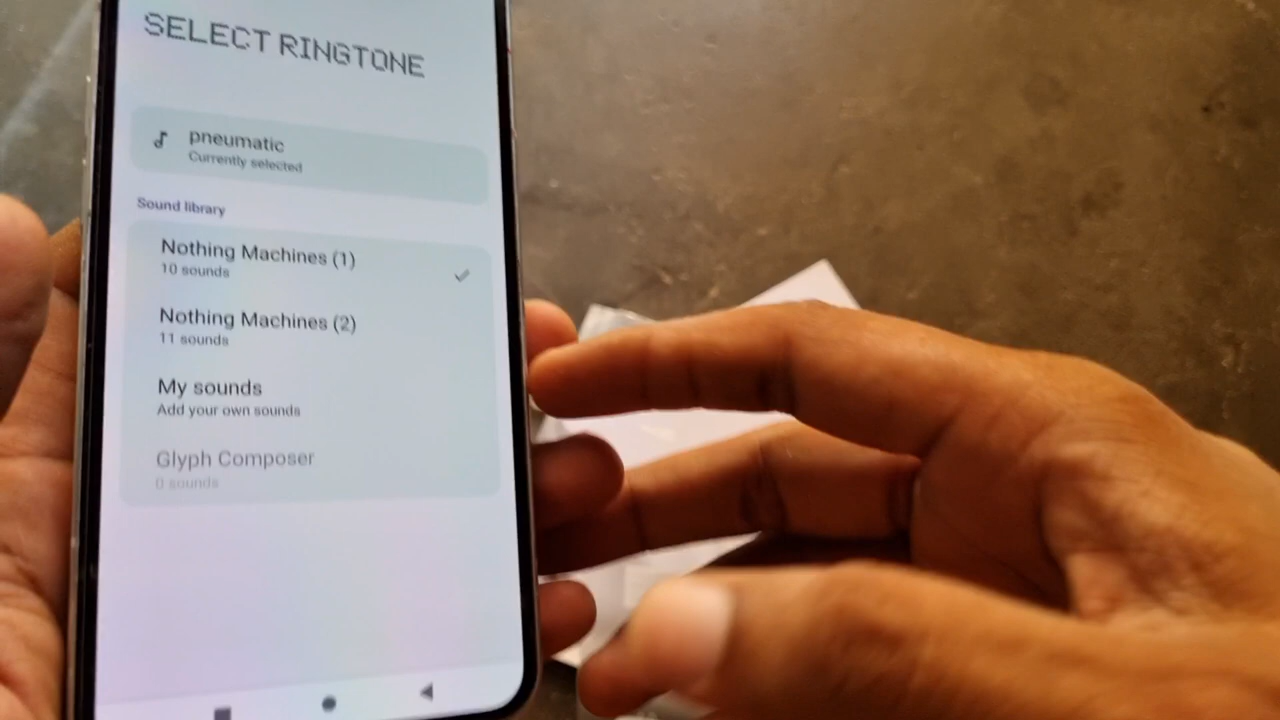 SELECT RINGTONE
pneumatic
Currently selected
Sound library
Nothing Machines (1)
10 sounds
Nothing Machines (2)
11 sounds
My sounds
Add your own sounds
Glyph Composer
0 sounds